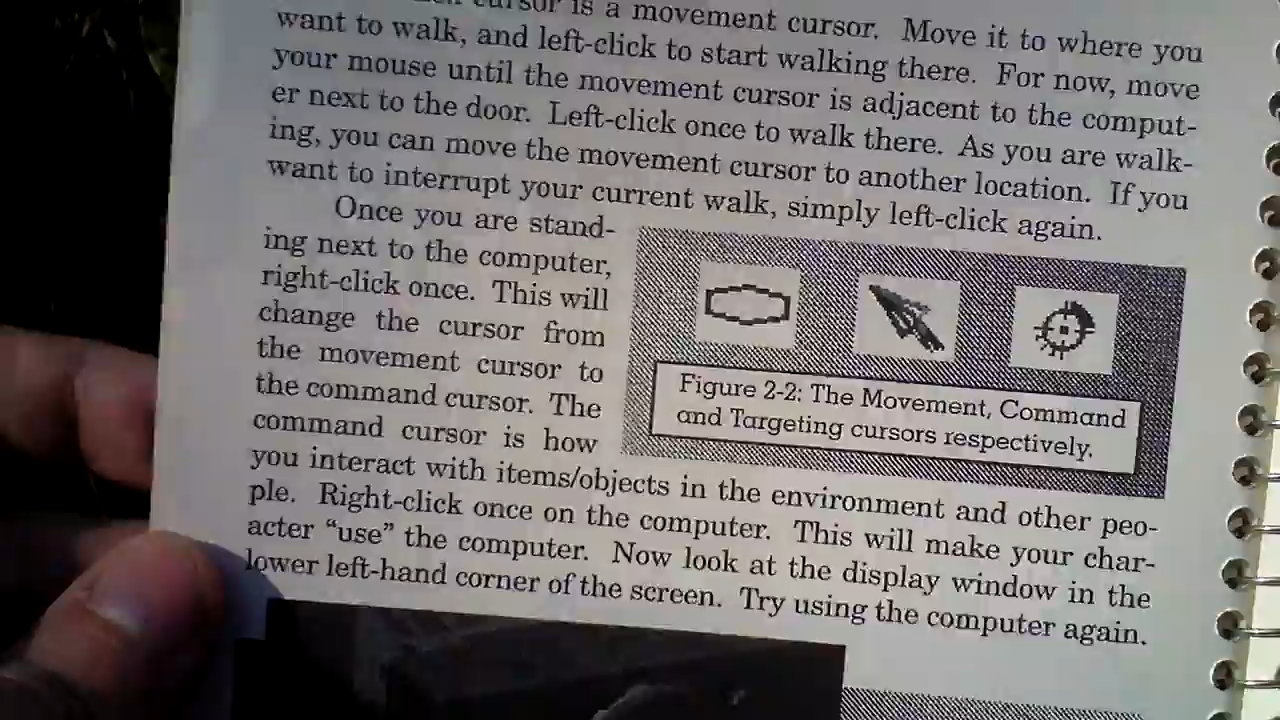 cursor is a movement cursor. Move it to where you
want to walk, and left-click to start walking there. For now, move
your mouse until the movement cursor is adjacent to the comput-
er next to the door. Left-click once to walk there. As you are walk-
ing, you can move the movement cursor to another location. If you
want to interrupt your current walk, simply left-click again.
Once you are stand-
ing next to the computer,
right-click once. This will
change the cursor from
the movement cursor to
the command cursor. The
command cursor is how
you interact with items/objects in the environment and other peo-
ple. Right-click once on the computer. This will make your char-
acter “use” the computer. Now look at the display window in the
lower left-hand corner of the screen. Try using the computer again.
Figure 2-2: The Movement, Command
and Targeting cursors respectively.